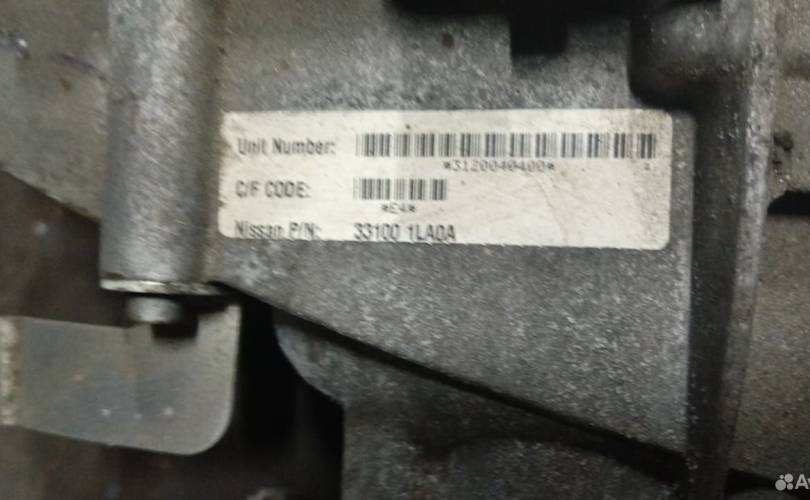 Unit Number:
*3120040400*
C/F CODE:
*E4*
Nissan P/N: 33100 1LA0A